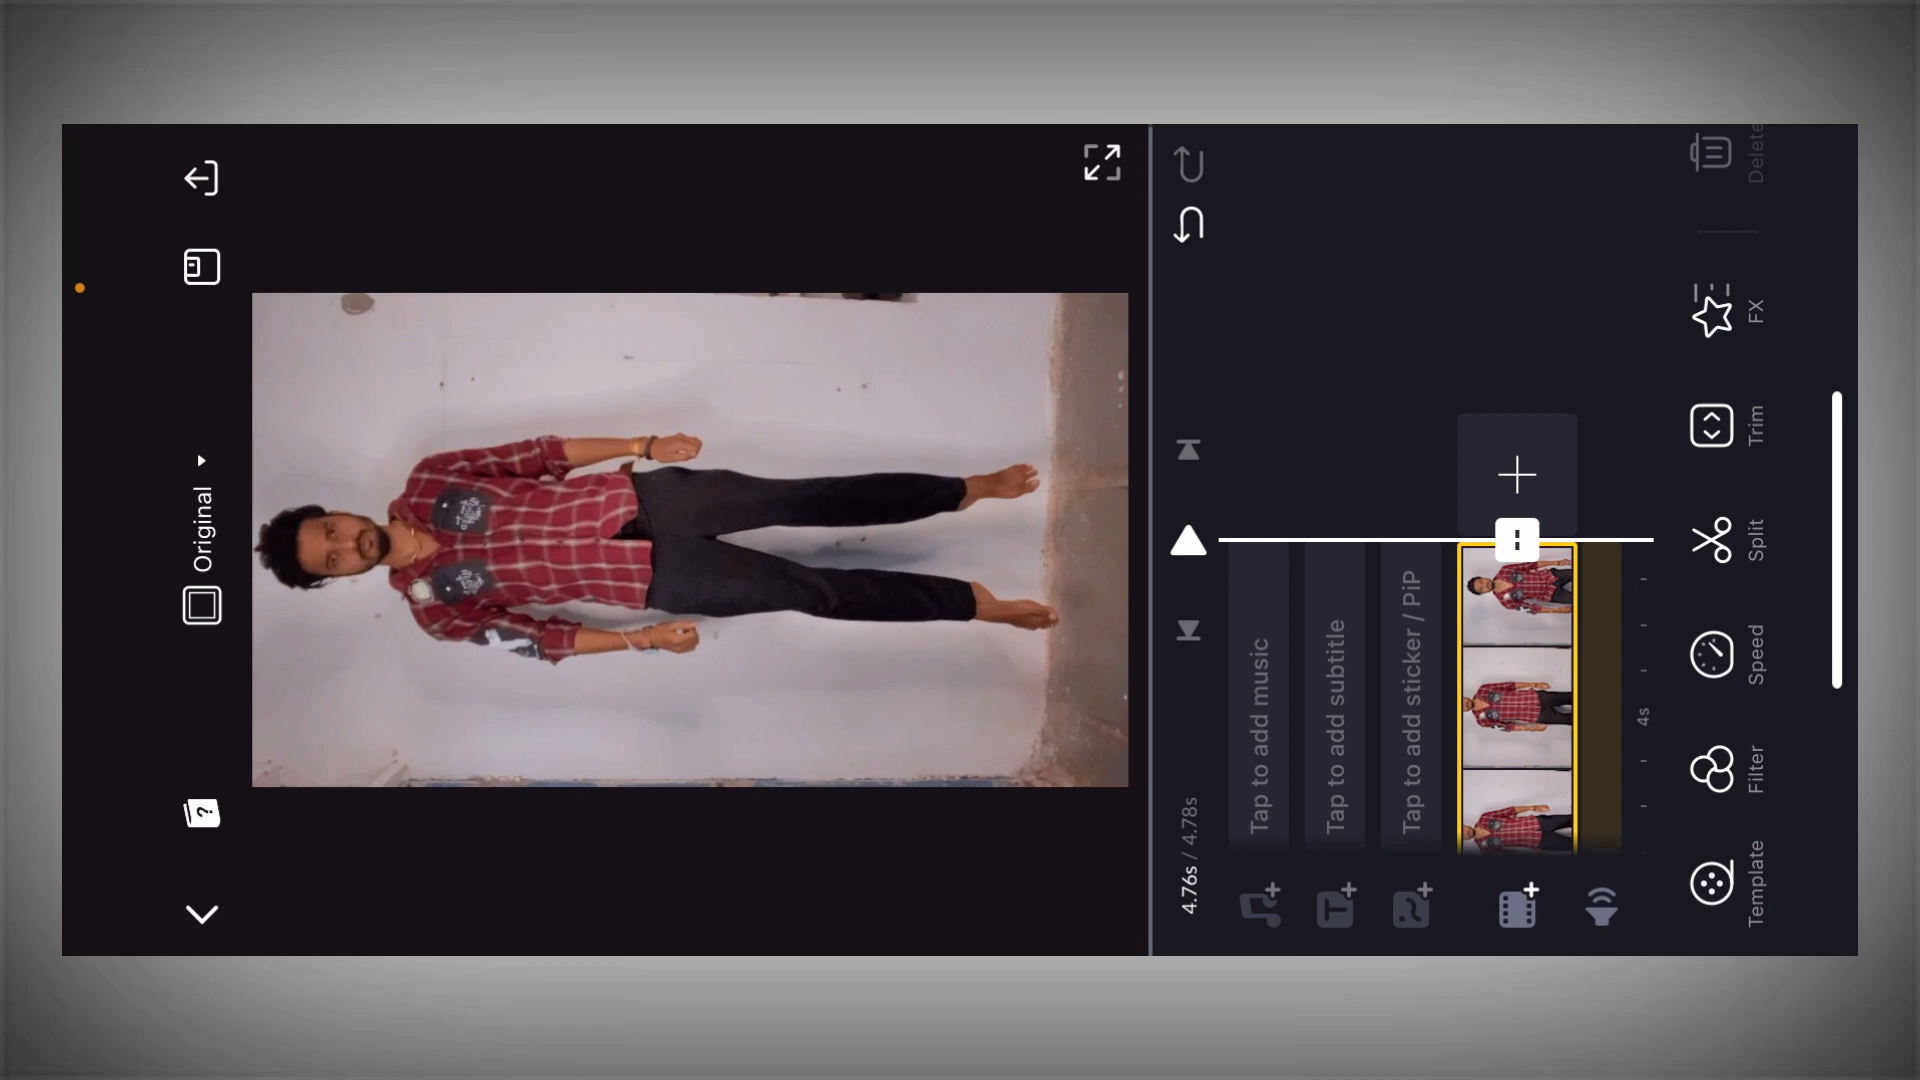 Original
4.76s / 4.78s
Tap to add music
Tap to add subtitle
Tap to add sticker / PiP
4s
Template
Filter
Speed
Split
Trim
FX
Delete